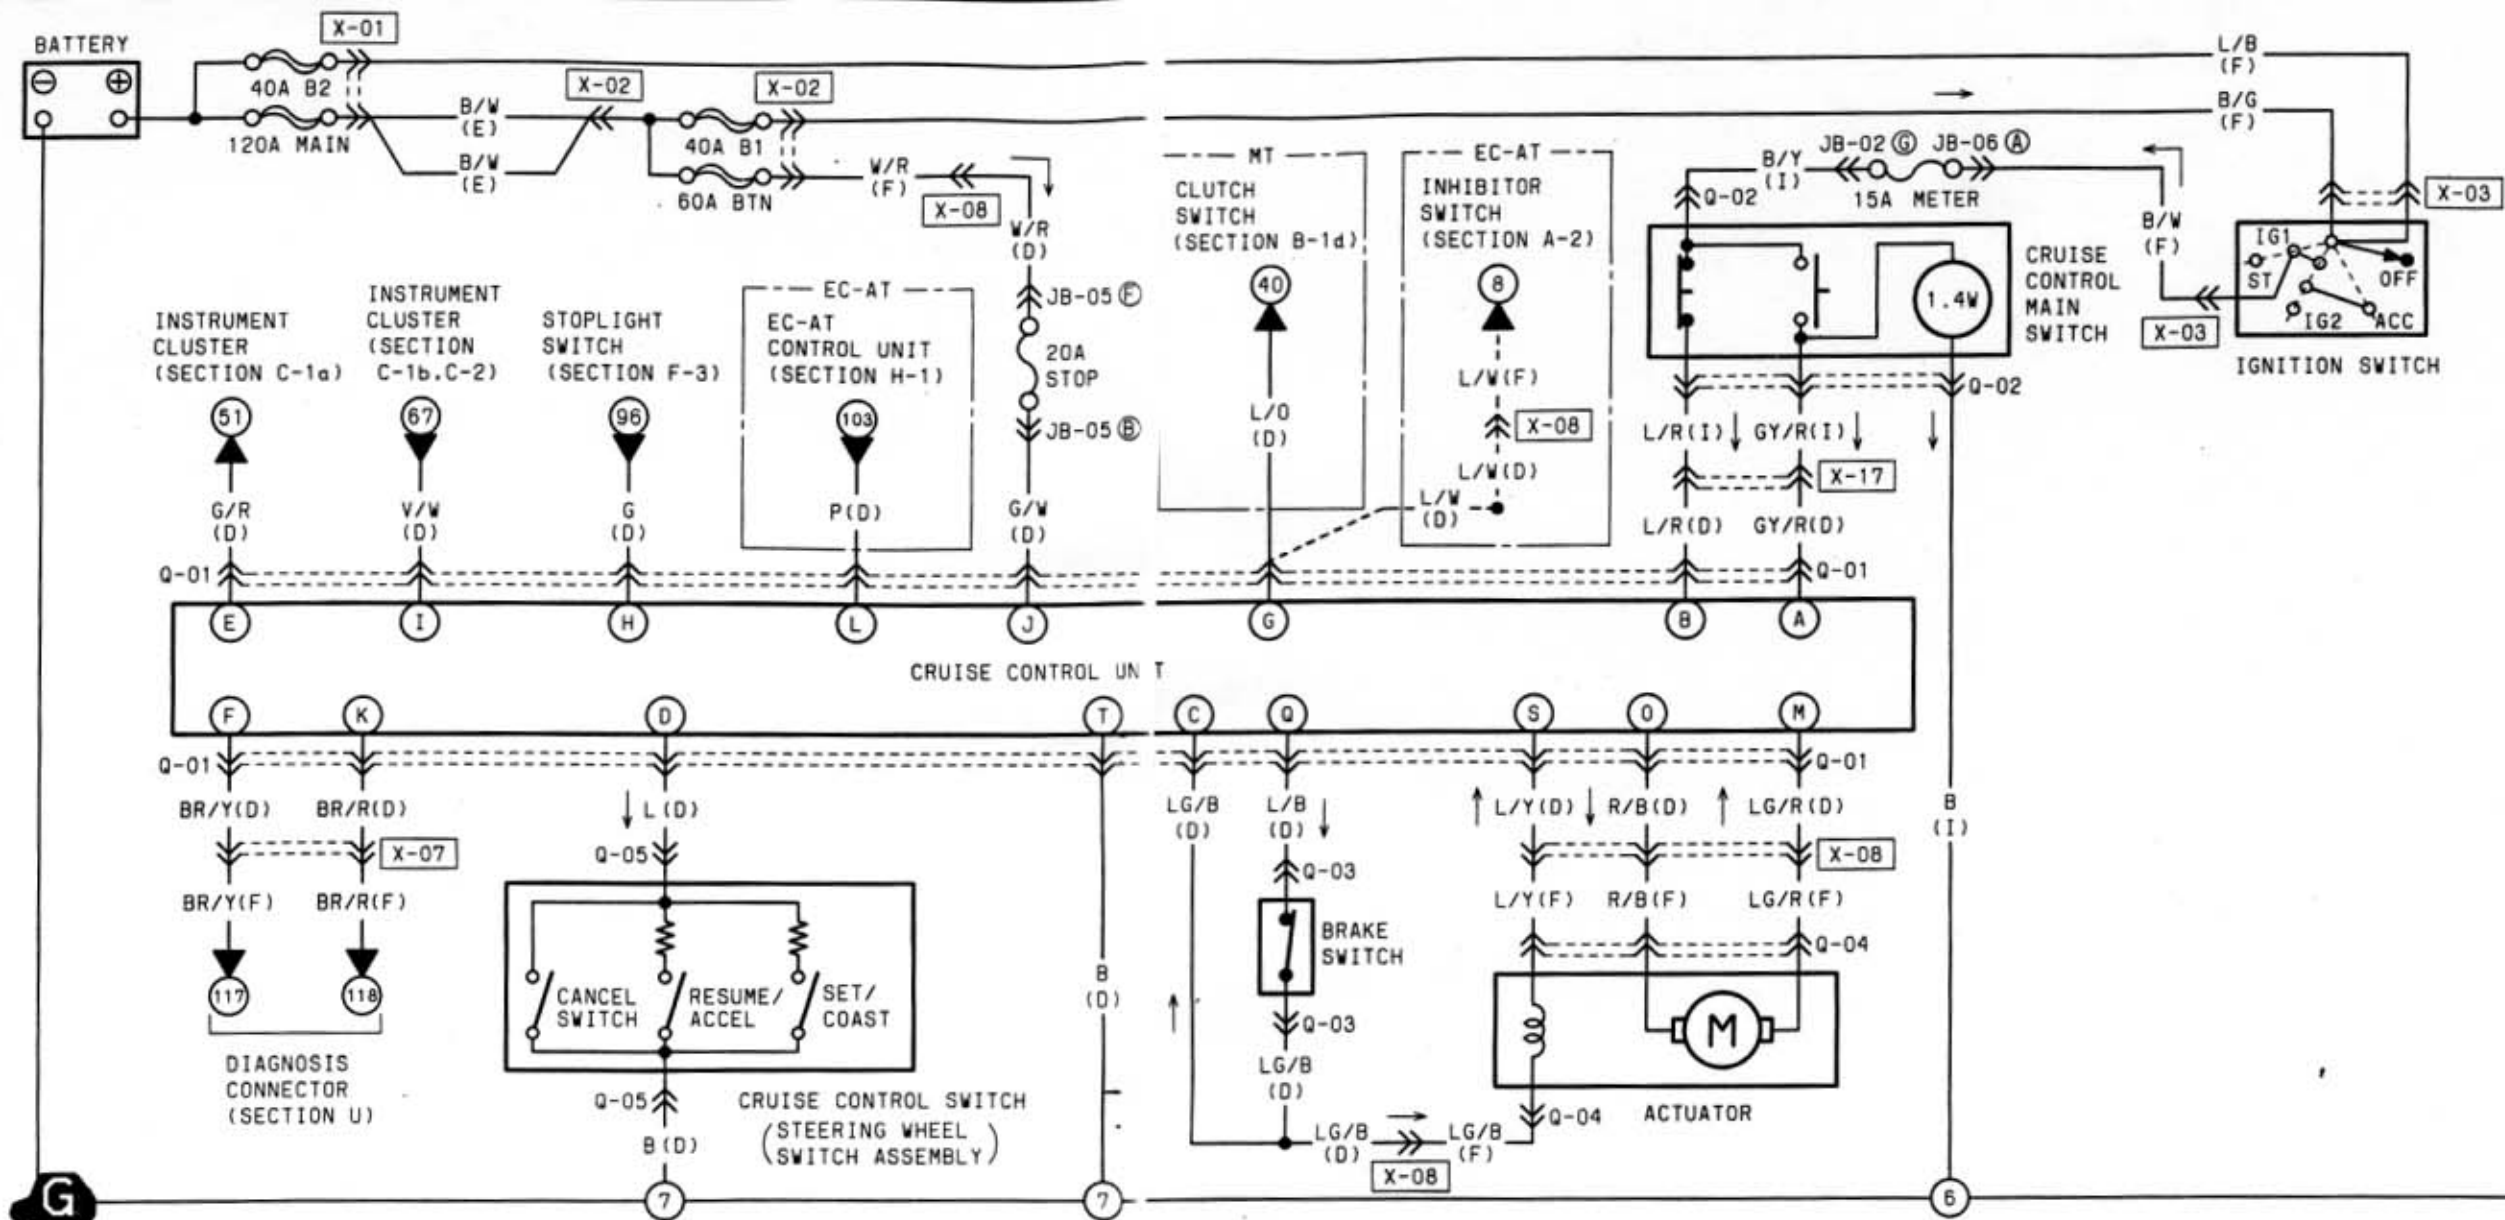 X-01
BATTERY
40A B2
120A MAIN
B/W
(E)
B/W
(E)
X-02
X-02
40A B1
60A BTN
W/R
(F)
X-08
L/B
(F)
B/G
(F)
W/R
(D)
JB-05 Ⓕ
20A
STOP
JB-05 Ⓑ
G/W
(D)
MT
CLUTCH
SWITCH
(SECTION B-1d)
40
L/O
(D)
EC-AT
INHIBITOR
SWITCH
(SECTION A-2)
8
L/W(F)
X-08
L/W(D)
L/W
(D)
JB-02 Ⓖ JB-06 Ⓐ
B/Y
(I)
15A METER
Q-02
CRUISE
CONTROL
MAIN
SWITCH
1.4W
Q-02
B/W
(F)
X-03
X-03
IG1
ST
OFF
IG2
ACC
IGNITION SWITCH
L/R(I)
GY/R(I)
X-17
L/R(D)
GY/R(D)
INSTRUMENT
CLUSTER
(SECTION C-1a)
51
G/R
(D)
INSTRUMENT
CLUSTER
(SECTION
C-1b.C-2)
67
V/W
(D)
STOPLIGHT
SWITCH
(SECTION F-3)
96
G
(D)
EC-AT
EC-AT
CONTROL UNIT
(SECTION H-1)
103
P(D)
Q-01
Q-01
E I H L J G B A
CRUISE CONTROL UN T
F K D T C Q S O M
Q-01
Q-01
BR/Y(D)
BR/R(D)
X-07
BR/Y(F)
BR/R(F)
117
118
DIAGNOSIS
CONNECTOR
(SECTION U)
L(D)
Q-05
CANCEL
SWITCH
RESUME/
ACCEL
SET/
COAST
Q-05
CRUISE CONTROL SWITCH
(STEERING WHEEL
SWITCH ASSEMBLY)
B(D)
7
B
(D)
7
LG/B
(D)
L/B
(D)
Q-03
BRAKE
SWITCH
Q-03
LG/B
(D)
LG/B
(D)
X-08
LG/B
(F)
L/Y(D)
R/B(D)
LG/R(D)
X-08
L/Y(F)
R/B(F)
LG/R(F)
Q-04
M
Q-04
ACTUATOR
B
(I)
6
G